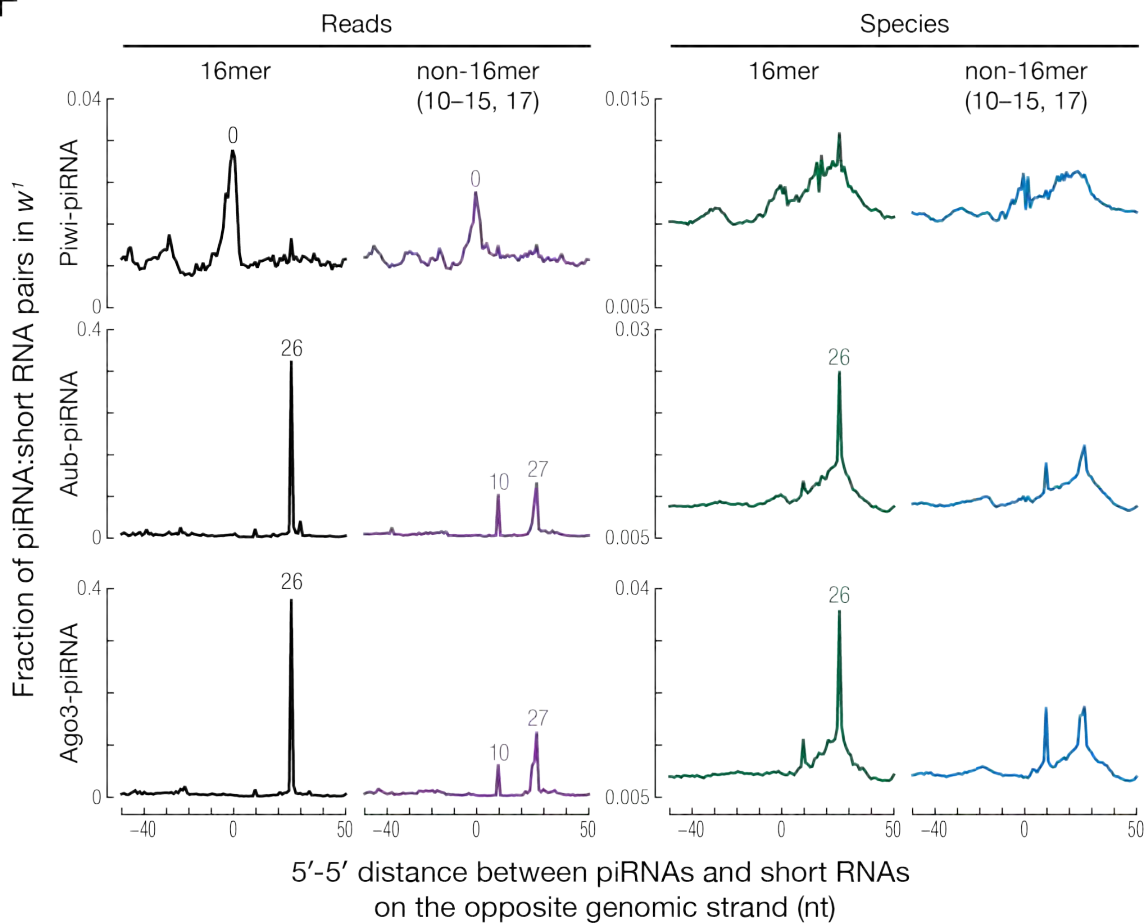 F
Reads
Species
16mer
non-16mer
(10–15, 17)
16mer
non-16mer
(10–15, 17)
Fraction of piRNA:short RNA pairs in w¹
Piwi-piRNA
0.04
0
0
0
0.015
0.005
Aub-piRNA
0.4
0
26
10
27
0.03
0.005
26
Ago3-piRNA
0.4
0
26
10
27
0.04
0.005
26
−40 0 50
−40 0 50
−40 0 50
−40 0 50
5′-5′ distance between piRNAs and short RNAs
on the opposite genomic strand (nt)